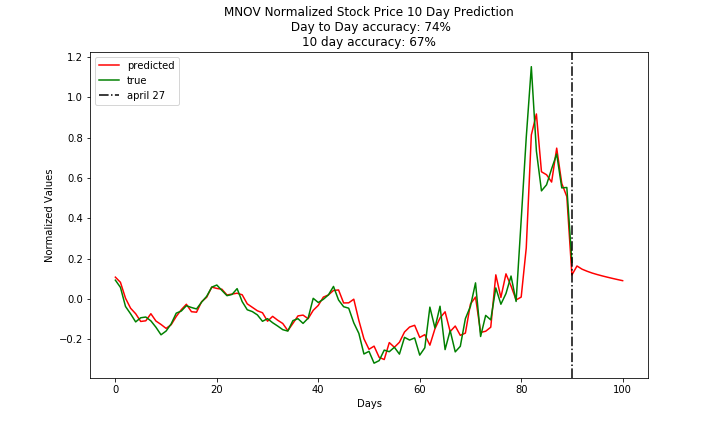 MNOV Normalized Stock Price 10 Day Prediction
Day to Day accuracy: 74%
10 day accuracy: 67%
predicted
true
april 27
1.2
1.0
0.8
0.6
0.4
0.2
0.0
−0.2
Normalized Values
0
20
40
60
80
100
Days